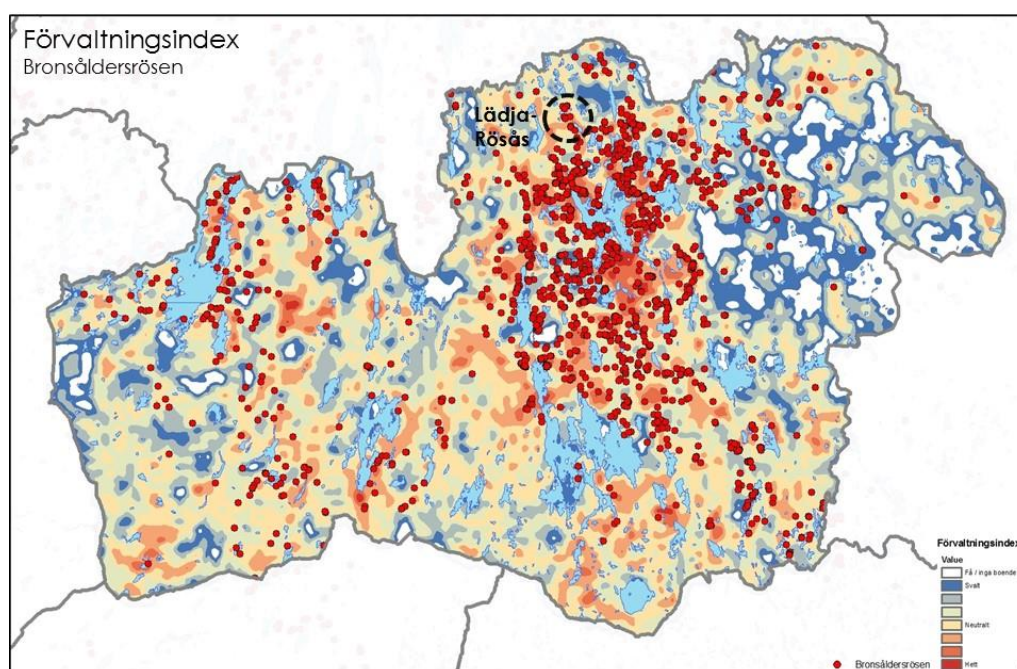 Förvaltningsindex
Bronsåldersrösen
Lädja-
Rösås
Förvaltningsindex
Value
Få / inga boende
Svalt
Neutralt
Hett
Bronsåldersrösen